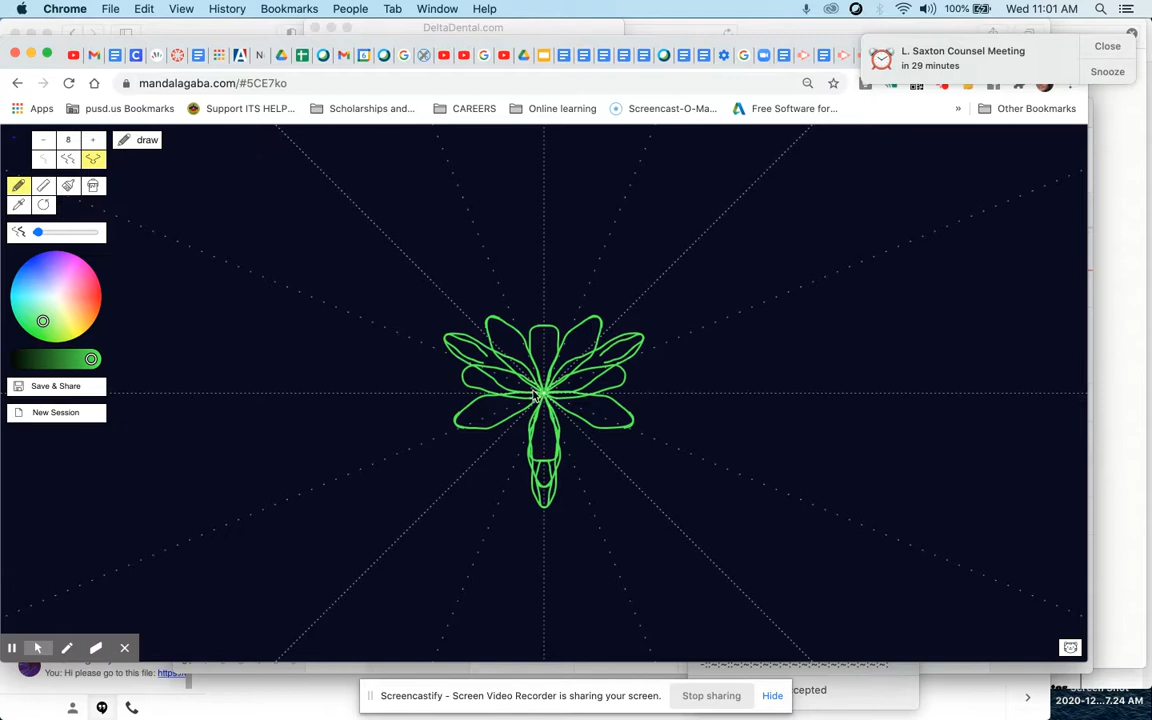 Chrome File Edit View History Bookmarks People Tab Window Help 100% Wed 11:01 AM
DeltaDental.com
L. Saxton Counsel Meeting
in 29 minutes
Close
Snooze
mandalagaba.com/#5CE7ko
Apps pusd.us Bookmarks Support ITS HELP... Scholarships and... CAREERS Online learning Screencast-O-Ma... Free Software for... » Other Bookmarks
- 8 + draw
Save & Share
New Session
You: Hi please go to this file: https:
Screencastify - Screen Video Recorder is sharing your screen. Stop sharing Hide
2020-12...7.24 AM